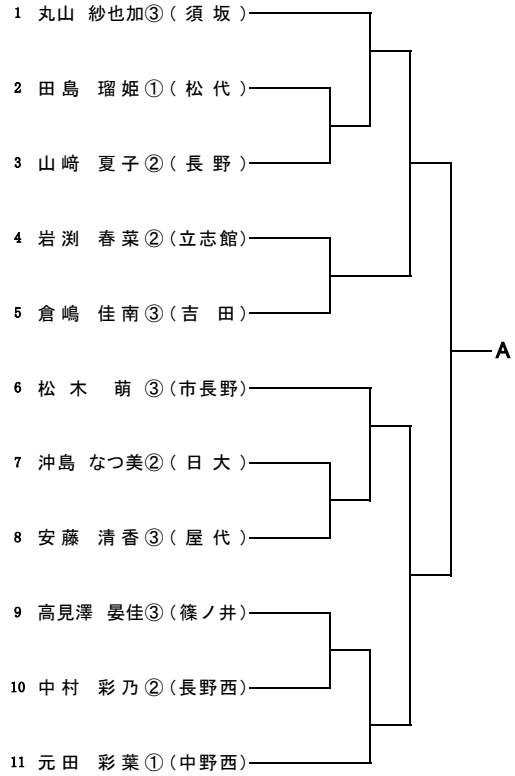 1 丸山 紗也加③ ( 須 坂 )
2 田 島 瑠 姫 ① ( 松 代 )
3 山 﨑 夏 子 ② ( 長 野 )
4 岩 渕 春 菜 ② (立志館)
5 倉 嶋 佳 南 ③ ( 吉 田 )
A
6 松 木 萌 ③ (市長野)
7 沖島 なつ美② ( 日 大 )
8 安 藤 清 香 ③ ( 屋 代 )
9 高見澤 晏佳③ (篠ノ井)
10 中 村 彩 乃 ② (長野西)
11 元 田 彩 葉 ① (中野西)